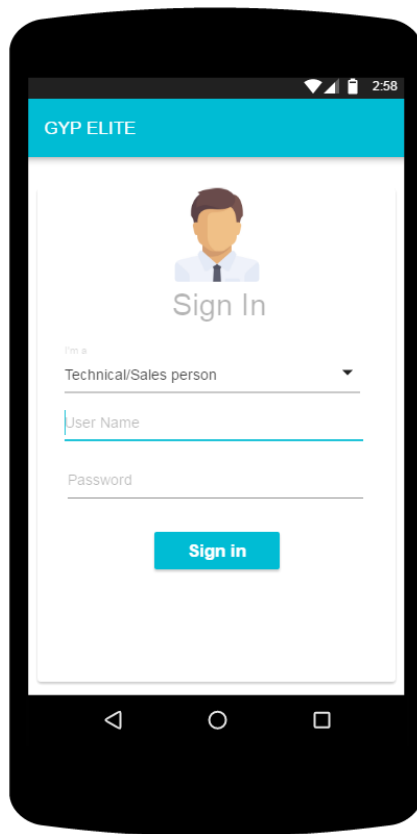 2:58
GYP ELITE
Sign In
I'm a
Technical/Sales person
User Name
Password
Sign in